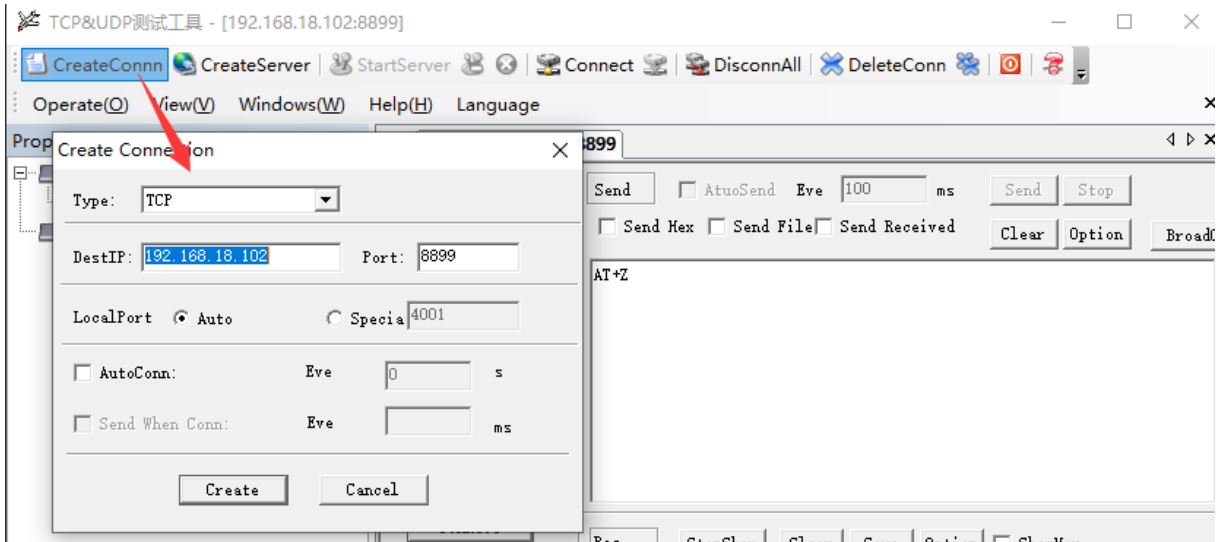 TCP&UDP测试工具 - [192.168.18.102:8899]
CreateConnn CreateServer StartServer Connect DisconnAll DeleteConn
Operate(O) View(V) Windows(W) Help(H) Language
Prop
8899
Create Connection
Type: TCP
DestIP: 192.168.18.102 Port: 8899
LocalPort Auto Specia 4001
AutoConn: Eve 0 s
Send When Conn: Eve ms
Create Cancel
Send AtuoSend Eve 100 ms Send Stop
Send Hex Send File Send Received Clear Option BroadC
AT+Z